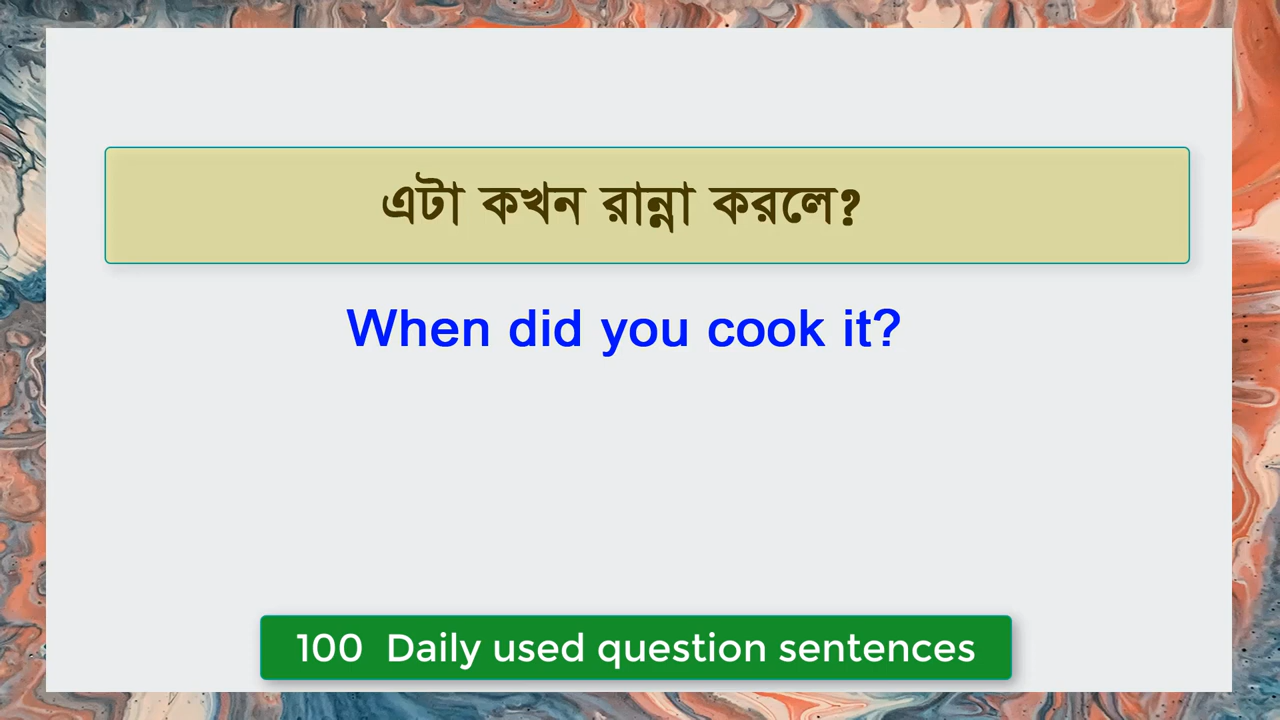 এটা কখন রান্না করলে?
When did you cook it?
100 Daily used question sentences